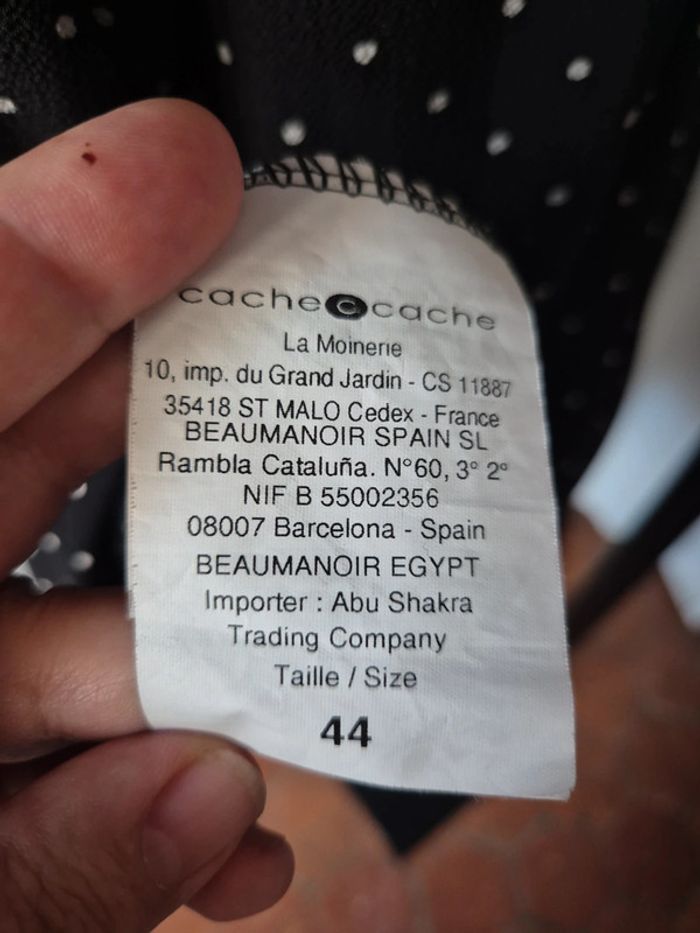 cache c cache
La Moinerie
10, imp. du Grand Jardin - CS 11887
35418 ST MALO Cedex - France
BEAUMANOIR SPAIN SL
Rambla Cataluña. N°60, 3° 2°
NIF B 55002356
08007 Barcelona - Spain
BEAUMANOIR EGYPT
Importer : Abu Shakra
Trading Company
Taille / Size
44